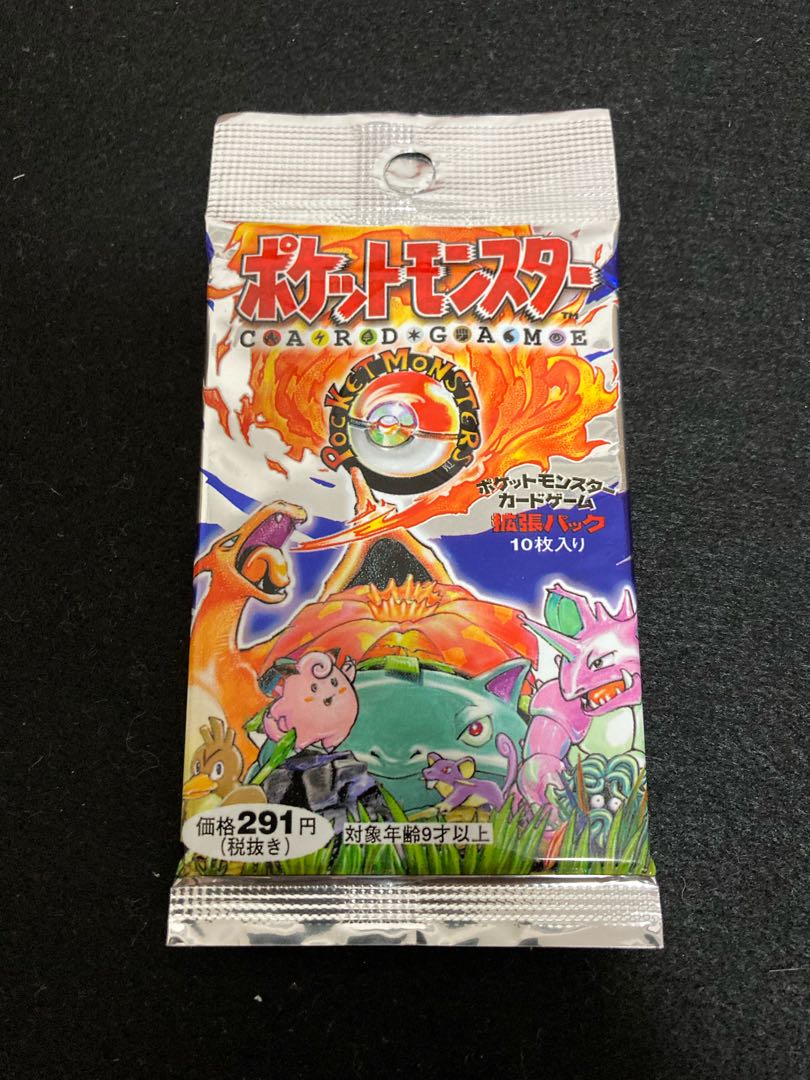 ポケットモンスター
TM
CARD*GAME
POCKET MONSTERS
ポケットモンスター
カードゲーム
拡張パック
10枚入り
価格291円
(税抜き)
対象年齢9才以上